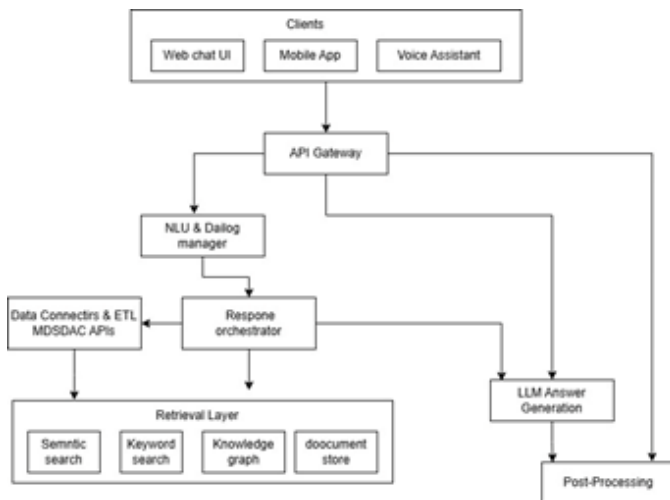 Clients
Web chat UI
Mobile App
Voice Assistant
API Gateway
NLU & Dailog
manager
Data Connectirs & ETL
MDSDAC APIs
Respone
orchestrator
LLM Answer
Generation
Retrieval Layer
Semntic
search
Keyword
search
Knowledge
graph
doocument
store
Post-Processing